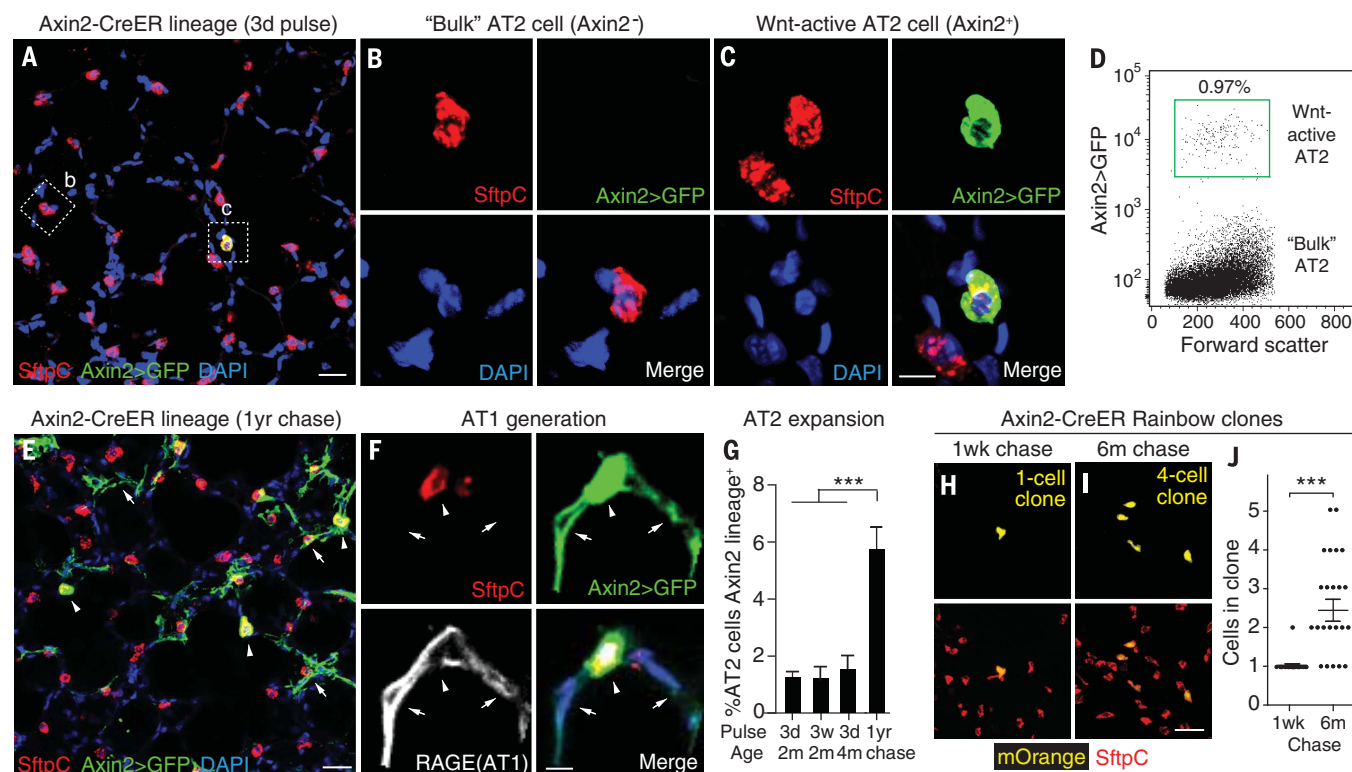 Axin2-CreER lineage (3d pulse)
"Bulk" AT2 cell (Axin2⁻)
Wnt-active AT2 cell (Axin2⁺)
A
b
c
SftpC Axin2>GFP DAPI
B
SftpC
Axin2>GFP
DAPI
Merge
C
SftpC
Axin2>GFP
DAPI
Merge
D
10⁵
10⁴
10³
10²
0.97%
Wnt-
active
AT2
"Bulk"
AT2
Axin2>GFP
0 200 400 600 800
Forward scatter
Axin2-CreER lineage (1yr chase)
E
SftpC Axin2>GFP DAPI
AT1 generation
F
SftpC
Axin2>GFP
RAGE(AT1)
Merge
AT2 expansion
G
***
%AT2 cells Axin2 lineage⁺
8
6
4
2
0
Pulse 3d 3w 3d 1yr
Age 2m 2m 4m chase
Axin2-CreER Rainbow clones
1wk chase
6m chase
H
1-cell
clone
I
4-cell
clone
mOrange SftpC
J
***
Cells in clone
5
4
3
2
1
0
1wk 6m
Chase